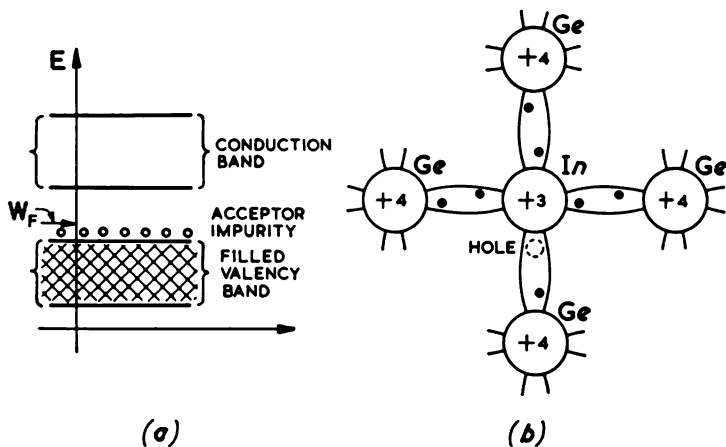 E
CONDUCTION
BAND
W_F
ACCEPTOR
IMPURITY
FILLED
VALENCY
BAND
(a)
Ge
+4
Ge
+4
In
+3
Ge
+4
HOLE
Ge
+4
(b)